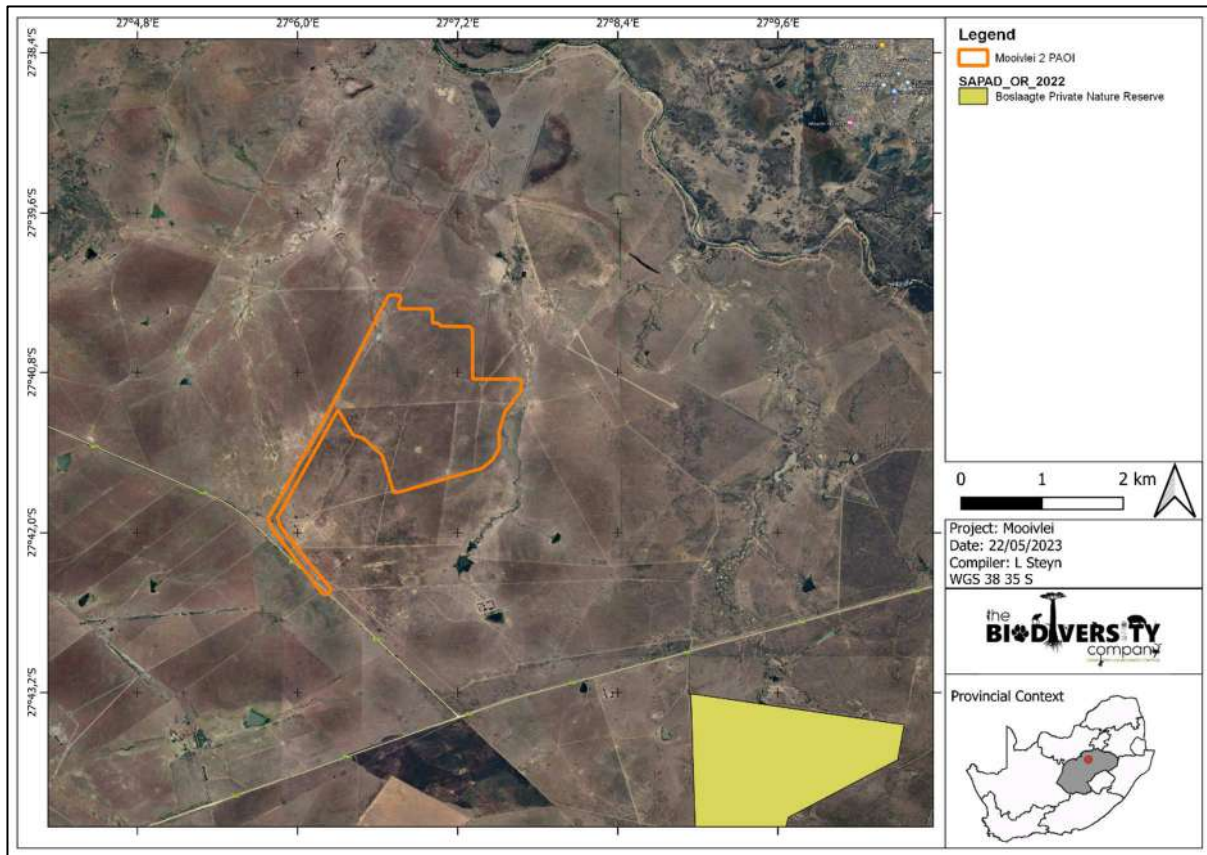 27°4,8'E 27°6,0'E 27°7,2'E 27°8,4'E 27°9,6'E
27°38,4'S
27°39,6'S
27°40,8'S
27°42,0'S
27°43,2'S
Legend
Mooivlei 2 PAOI
SAPAD_OR_2022
Boslaagte Private Nature Reserve
0 1 2 km
Project: Mooivlei
Date: 22/05/2023
Compiler: L Steyn
WGS 38 35 S
the
BIODIVERSITY
company
Provincial Context